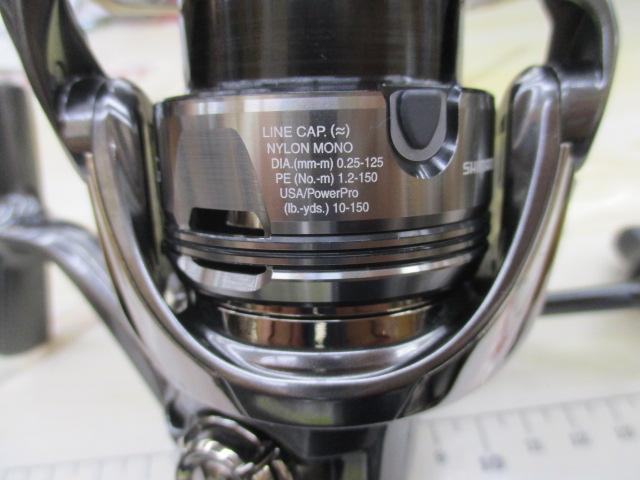 LINE CAP. (≈)
NYLON MONO
DIA.(mm-m) 0.25-125
PE (No.-m) 1.2-150
USA/PowerPro
(lb.-yds.) 10-150